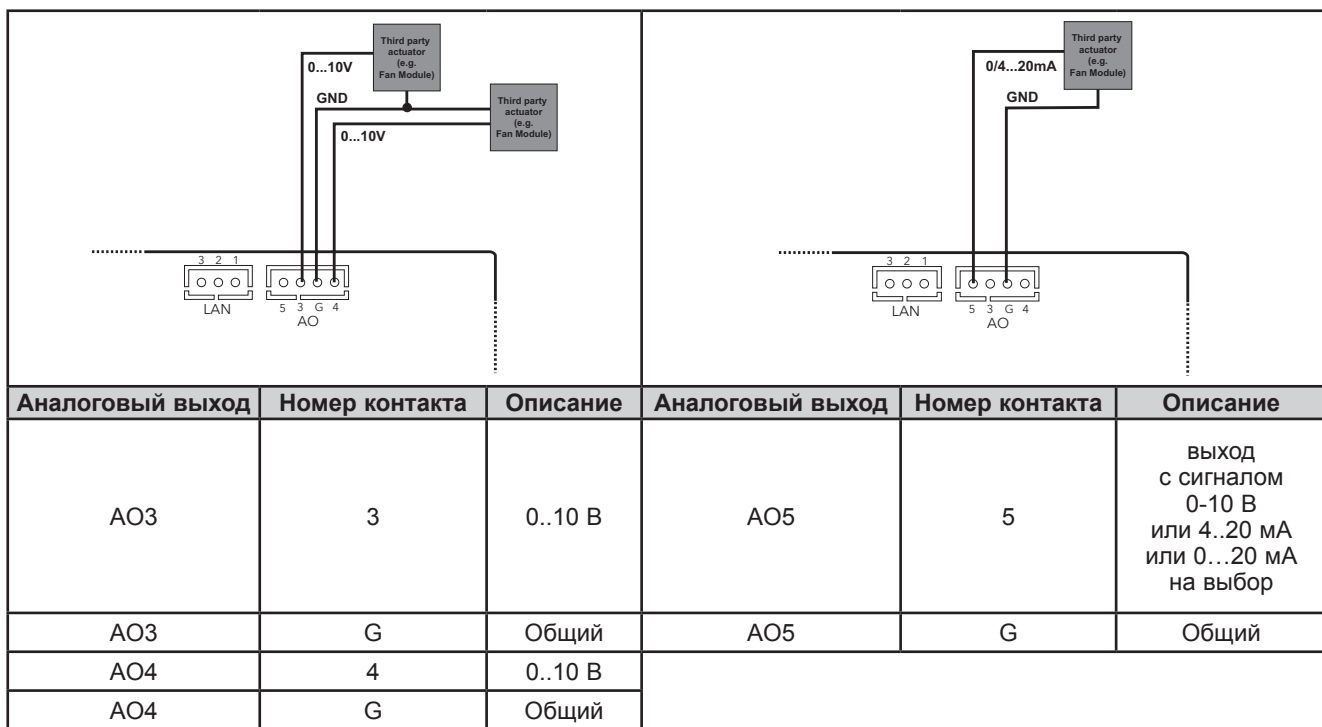 Third party
actuator
(e.g.
Fan Module)
0...10V
GND
Third party
actuator
(e.g.
Fan Module)
0...10V
3 2 1
LAN
5 3 G 4
AO
Third party
actuator
(e.g.
Fan Module)
0/4...20mA
GND
3 2 1
LAN
5 3 G 4
AO
Аналоговый выход Номер контакта Описание Аналоговый выход Номер контакта Описание
AO3 3 0..10 В AO5 5
выход
с сигналом
0-10 В
или 4..20 мА
или 0…20 мА
на выбор
AO3 G Общий AO5 G Общий
AO4 4 0..10 В
AO4 G Общий